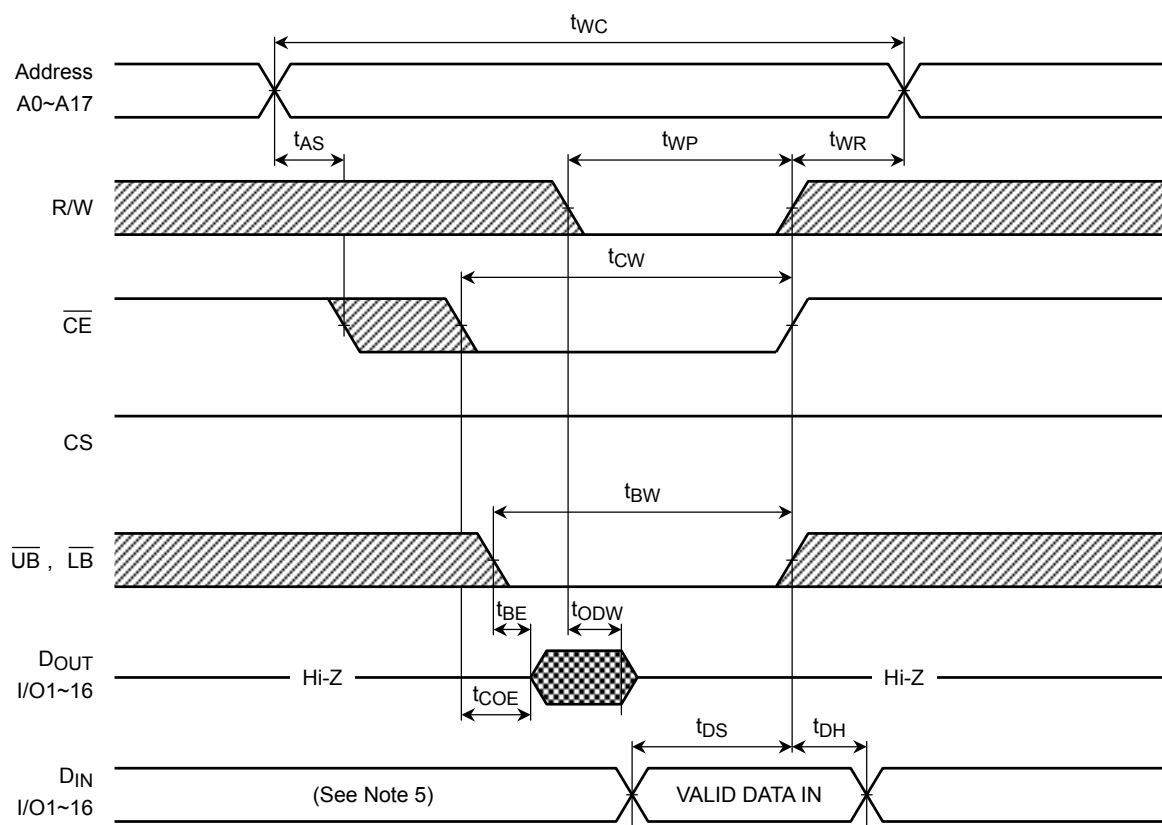 tWC
Address
A0~A17
tAS
tWP
tWR
R/W
tCW
CE
CS
tBW
UB , LB
tBE
tODW
DOUT
I/O1~16
Hi-Z
Hi-Z
tCOE
tDS
tDH
DIN
I/O1~16
(See Note 5)
VALID DATA IN